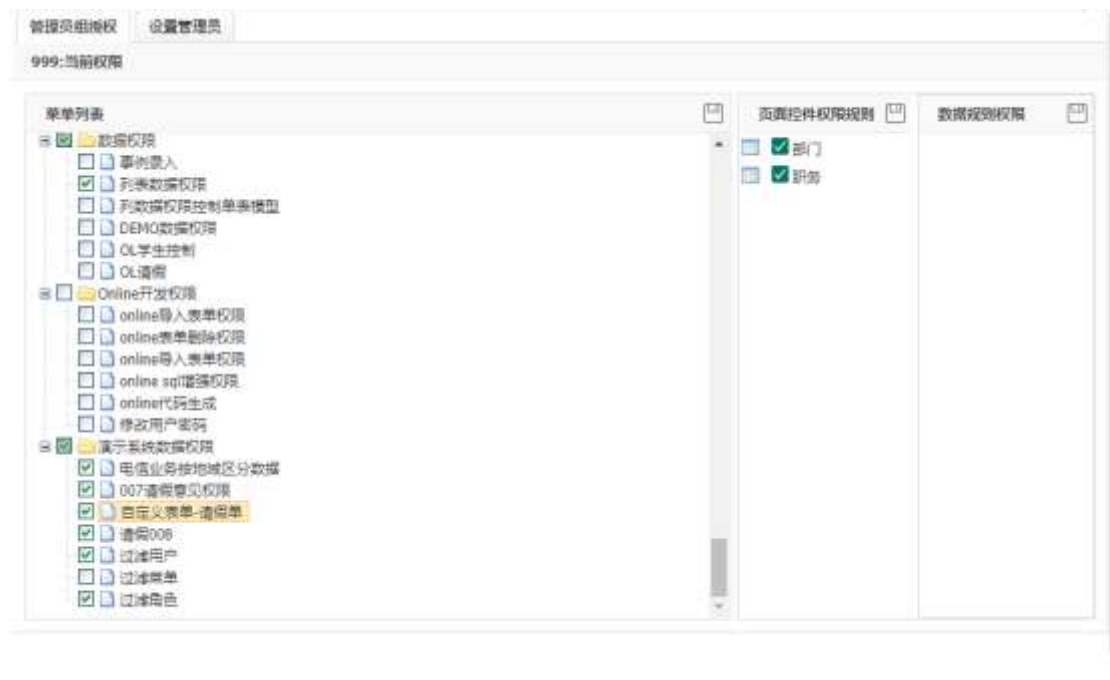 管理员组授权 设置管理员
999:当前权限
菜单列表 页面控件权限规则 数据规则权限
数据权限
事例录入
列表数据权限
列数据权限控制单表模型
DEMO数据权限
OL学生控制
OL请假
Online开发权限
online导入表单权限
online表单删除权限
online导入表单权限
online sql增强权限
online代码生成
修改用户密码
演示系统数据权限
电信业务按地域区分数据
007请假意见权限
自定义表单-请假单
请假008
过滤用户
过滤菜单
过滤角色
部门
职务